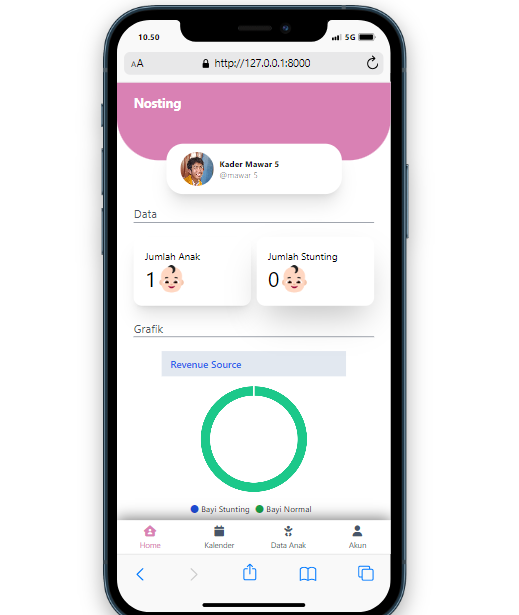 10.50
5G
AA
http://127.0.0.1:8000
Nosting
Kader Mawar 5
@mawar 5
Data
Jumlah Anak
1
Jumlah Stunting
0
Grafik
Revenue Source
Bayi Stunting
Bayi Normal
Home
Kalender
Data Anak
Akun